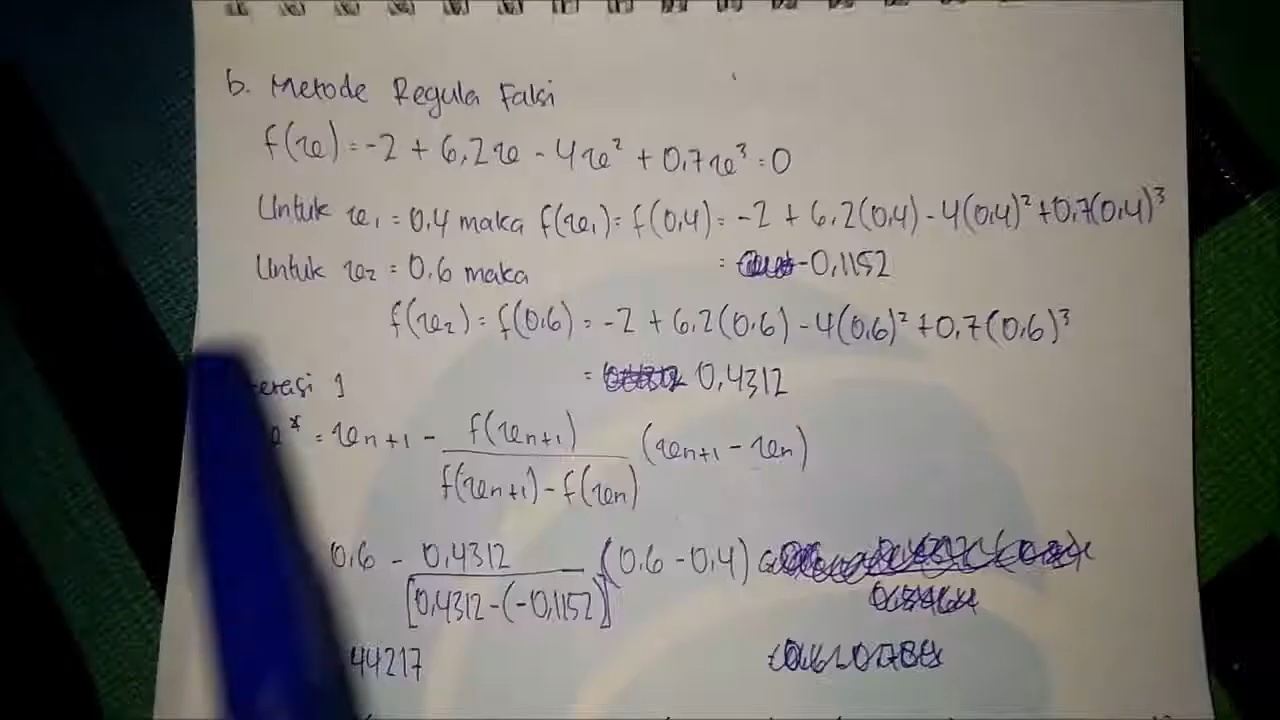 b. Metode Regula Falsi
f(x) = -2 + 6,2x - 4x² + 0,7x³ = 0
Untuk x₁ = 0,4 maka f(x₁) = f(0,4) = -2 + 6,2(0,4) - 4(0,4)² + 0,7(0,4)³
= -0,1152
Untuk x₂ = 0,6 maka
f(x₂) = f(0,6) = -2 + 6,2(0,6) - 4(0,6)² + 0,7(0,6)³
= 0,4312
erasi 1
* = xn+1 - f(xn+1) / f(xn+1) - f(xn) (xn+1 - xn)
0,6 - 0,4312 / [0,4312 - (-0,1152)] (0,6 - 0,4)
44217